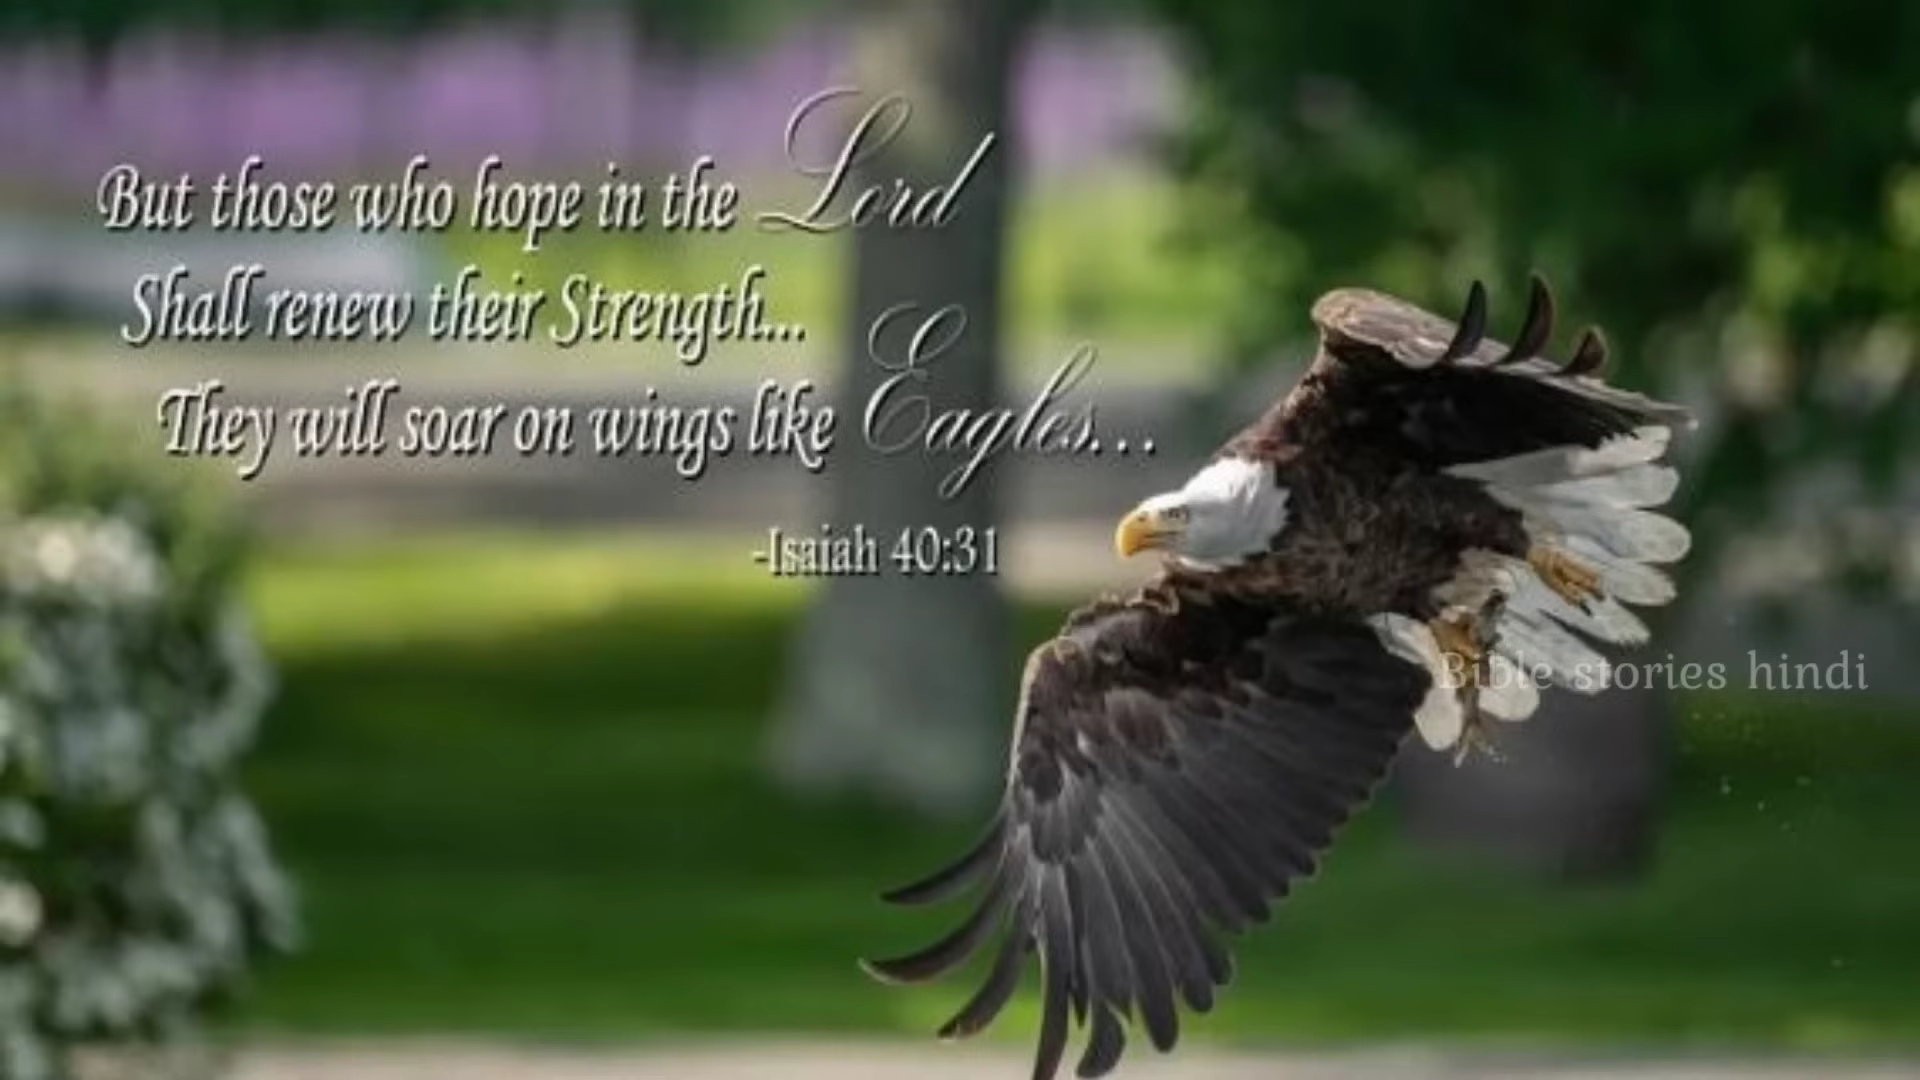 But those who hope in the Lord
Shall renew their Strength...
They will soar on wings like Eagles...
-Isaiah 40:31
Bible stories hindi